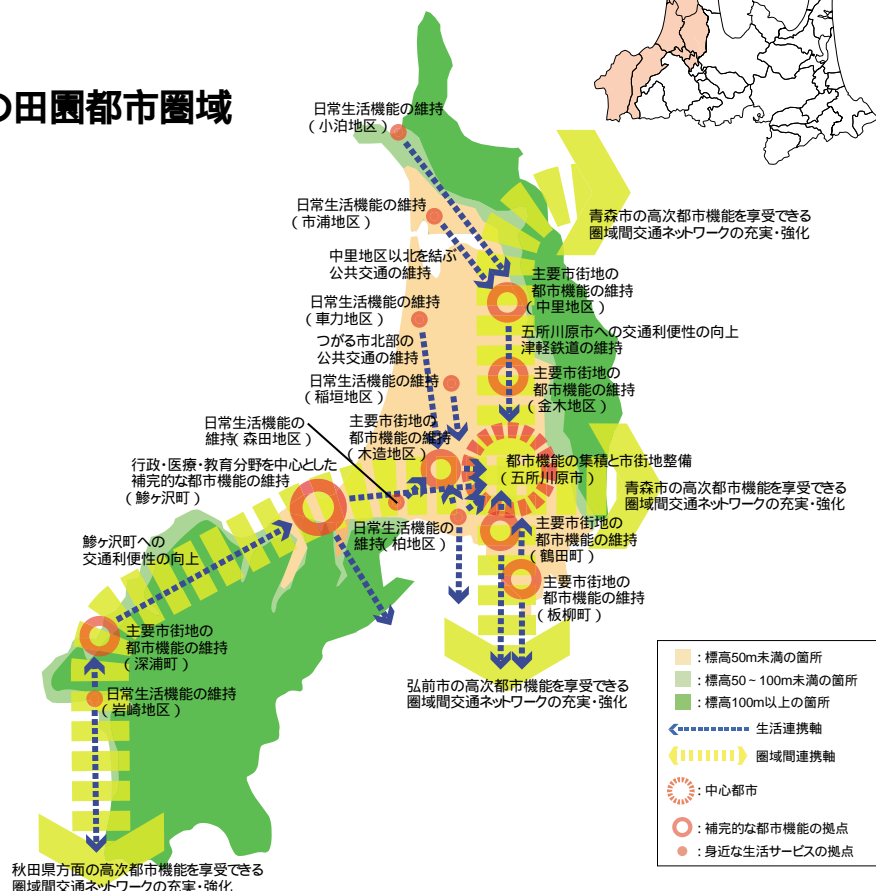 の田園都市圏域
日常生活機能の維持
(小泊地区)
日常生活機能の維持
(市浦地区)
青森市の高次都市機能を享受できる
圏域間交通ネットワークの充実・強化
中里地区以北を結ぶ
公共交通の維持
主要市街地の
都市機能の維持
(中里地区)
日常生活機能の維持
(車力地区)
五所川原市への交通利便性の向上
津軽鉄道の維持
つがる市北部の
公共交通の維持
主要市街地の
都市機能の維持
(金木地区)
日常生活機能の維持
(稲垣地区)
日常生活機能の
維持(森田地区)
主要市街地の
都市機能の維持
(木造地区)
行政・医療・教育分野を中心とした
補完的な都市機能の維持
(鰺ヶ沢町)
都市機能の集積と市街地整備
(五所川原市)
青森市の高次都市機能を享受できる
圏域間交通ネットワークの充実・強化
日常生活機能の
維持(柏地区)
主要市街地の
都市機能の維持
(鶴田町)
鰺ヶ沢町への
交通利便性の向上
主要市街地の
都市機能の維持
(板柳町)
主要市街地の
都市機能の維持
(深浦町)
日常生活機能の維持
(岩崎地区)
弘前市の高次都市機能を享受できる
圏域間交通ネットワークの充実・強化
秋田県方面の高次都市機能を享受できる
圏域間交通ネットワークの充実・強化
:標高50m未満の箇所
:標高50~100m未満の箇所
:標高100m以上の箇所
生活連携軸
圏域間連携軸
:中心都市
:補完的な都市機能の拠点
:身近な生活サービスの拠点